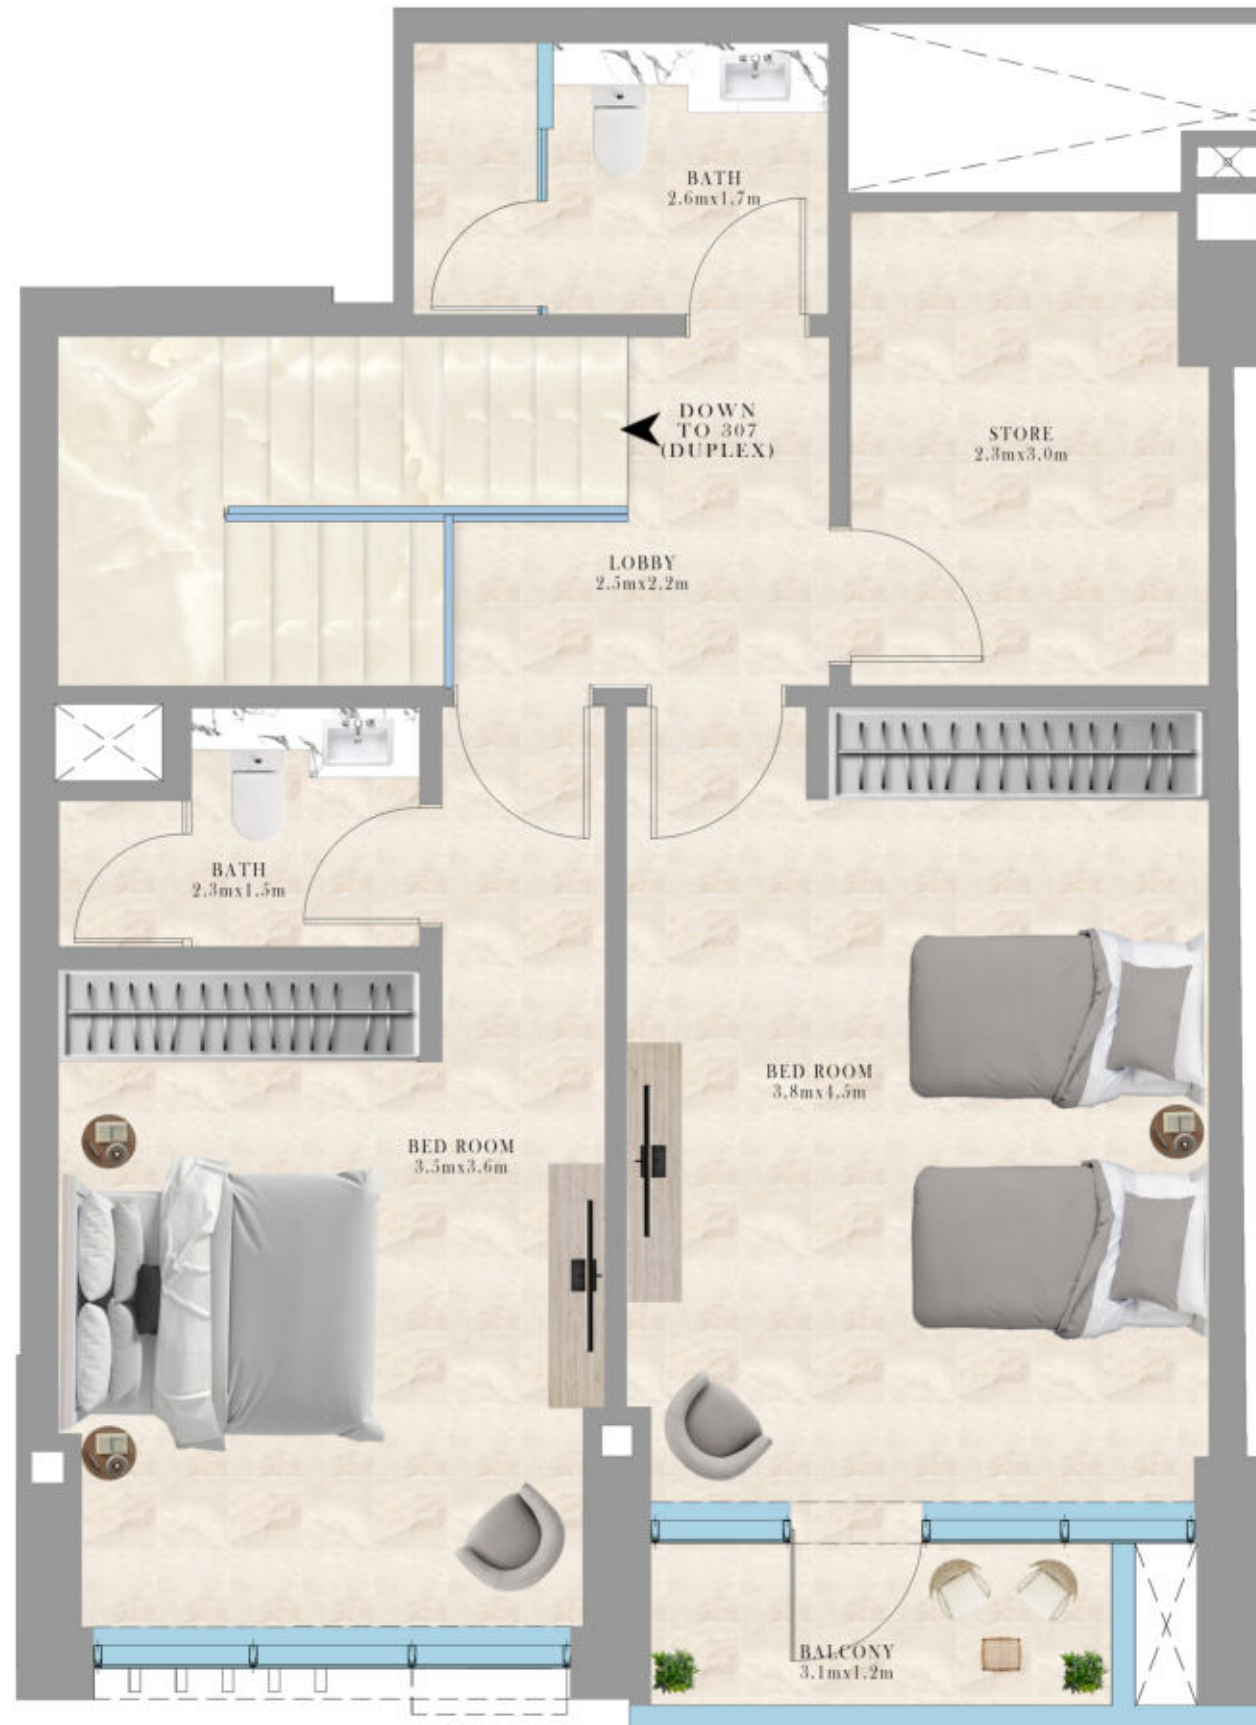 BATH
2.6mx1.7m
DOWN
TO 307
(DUPLEX)
STORE
2.3mx3.0m
LOBBY
2.5mx2.2m
BATH
2.3mx1.5m
BED ROOM
3.8mx4.5m
BED ROOM
3.5mx3.6m
BALCONY
3.1mx1.2m